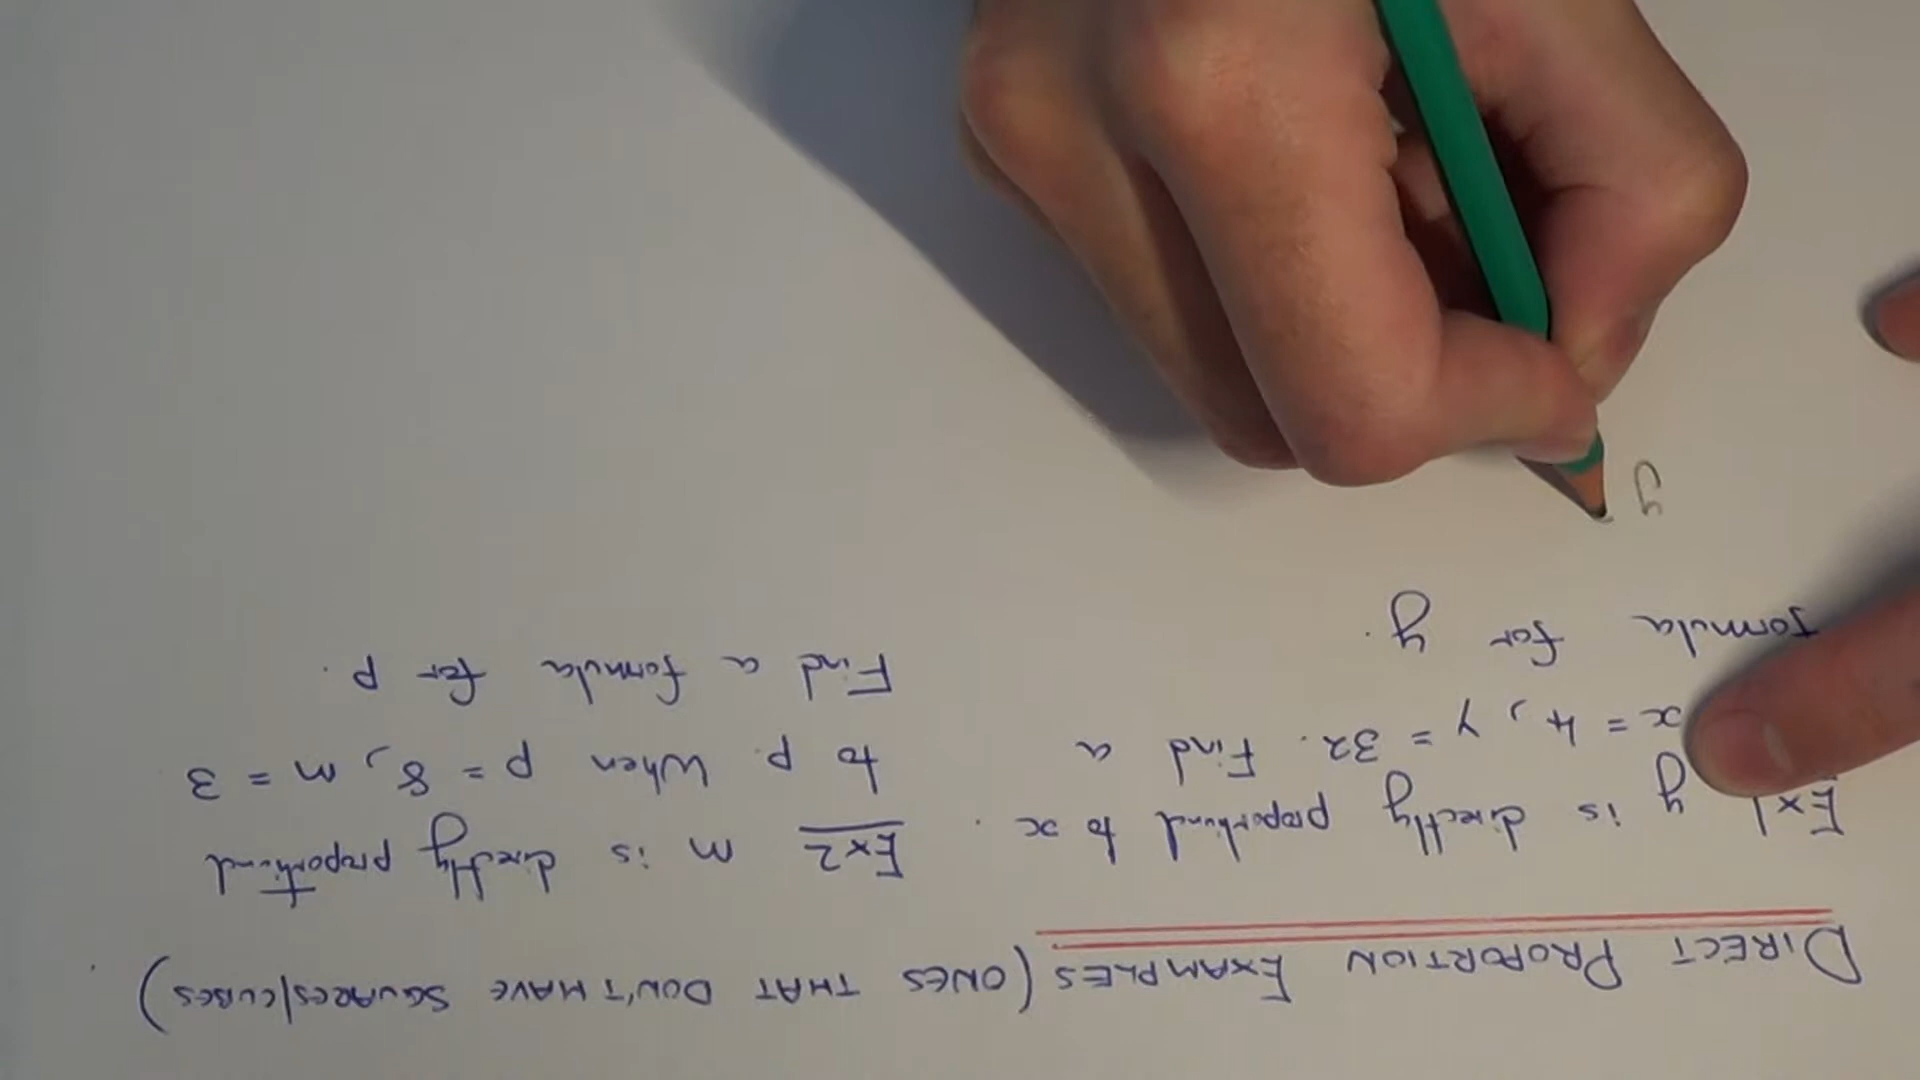 DIRECT PROPORTION EXAMPLES (ONES THAT DON'T HAVE SQUARES/CUBES)
Ex1 y is directly proportional to x.
x = 4, y = 32. Find a
formula for y.
y
Ex2 m is directly proportional
to p. When p = 8, m = 3
Find a formula for p.